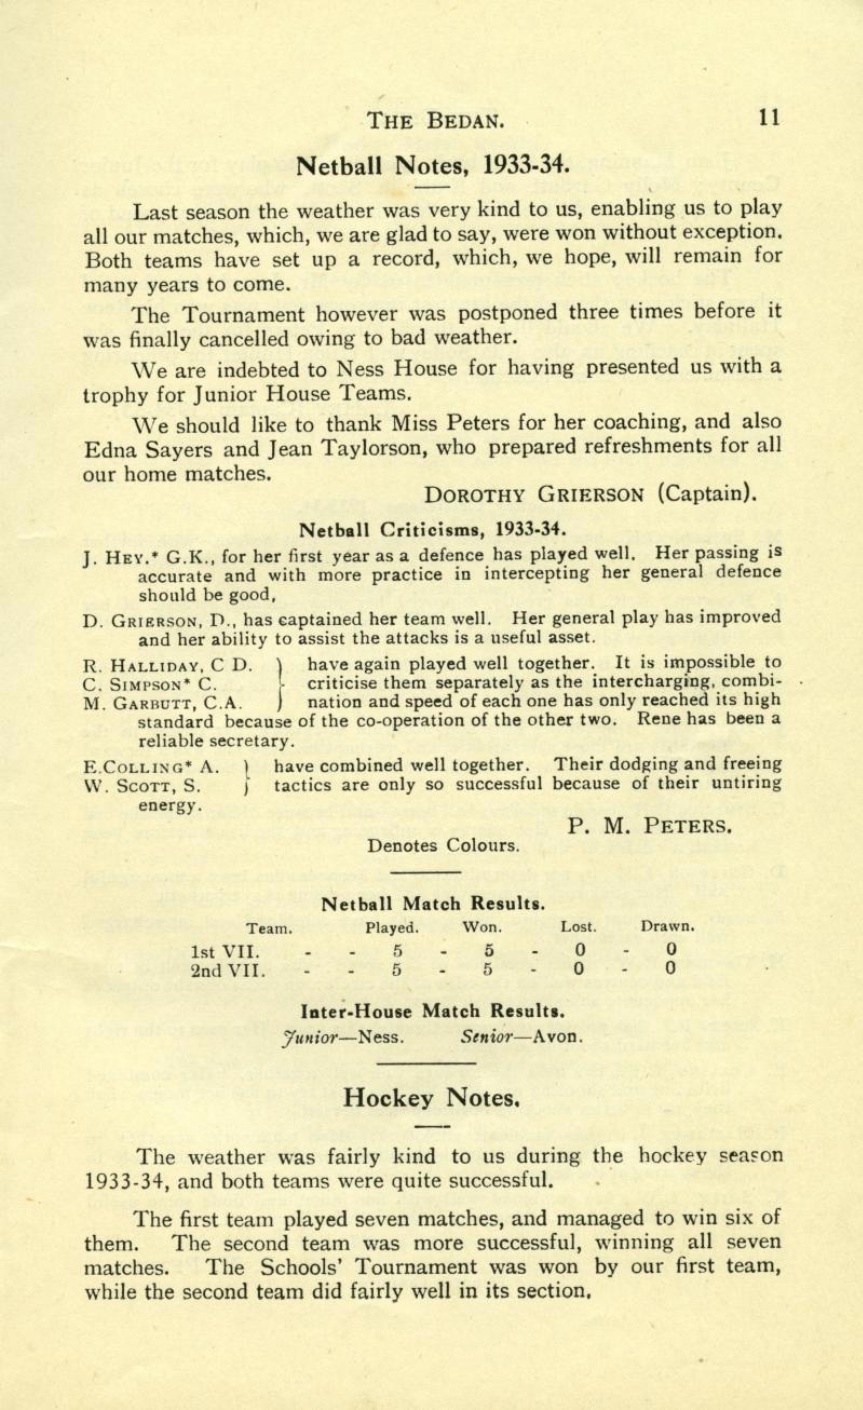 THE BEDAN. 11
Netball Notes, 1933-34.
Last season the weather was very kind to us, enabling us to play
all our matches, which, we are glad to say, were won without exception.
Both teams have set up a record, which, we hope, will remain for
many years to come.
The Tournament however was postponed three times before it
was finally cancelled owing to bad weather.
We are indebted to Ness House for having presented us with a
trophy for Junior House Teams.
We should like to thank Miss Peters for her coaching, and also
Edna Sayers and Jean Taylorson, who prepared refreshments for all
our home matches.
DOROTHY GRIERSON (Captain).
Netball Criticisms, 1933-34.
J. HEY.* G.K., for her first year as a defence has played well. Her passing is
accurate and with more practice in intercepting her general defence
should be good,
D. GRIERSON, D., has captained her team well. Her general play has improved
and her ability to assist the attacks is a useful asset.
R. HALLIDAY, C D. } have again played well together. It is impossible to
C. SIMPSON* C. } criticise them separately as the intercharging, combi-
M. GARBUTT, C.A. } nation and speed of each one has only reached its high
standard because of the co-operation of the other two. Rene has been a
reliable secretary.
E.COLLING* A. } have combined well together. Their dodging and freeing
W. SCOTT, S. } tactics are only so successful because of their untiring
energy.
P. M. PETERS.
Denotes Colours.
Netball Match Results.
Team. Played. Won. Lost. Drawn.
1st VII. - - 5 - 5 - 0 - 0
2nd VII. - - 5 - 5 - 0 - 0
Inter-House Match Results.
Junior—Ness. Senior—Avon.
Hockey Notes.
The weather was fairly kind to us during the hockey season
1933-34, and both teams were quite successful.
The first team played seven matches, and managed to win six of
them. The second team was more successful, winning all seven
matches. The Schools' Tournament was won by our first team,
while the second team did fairly well in its section.